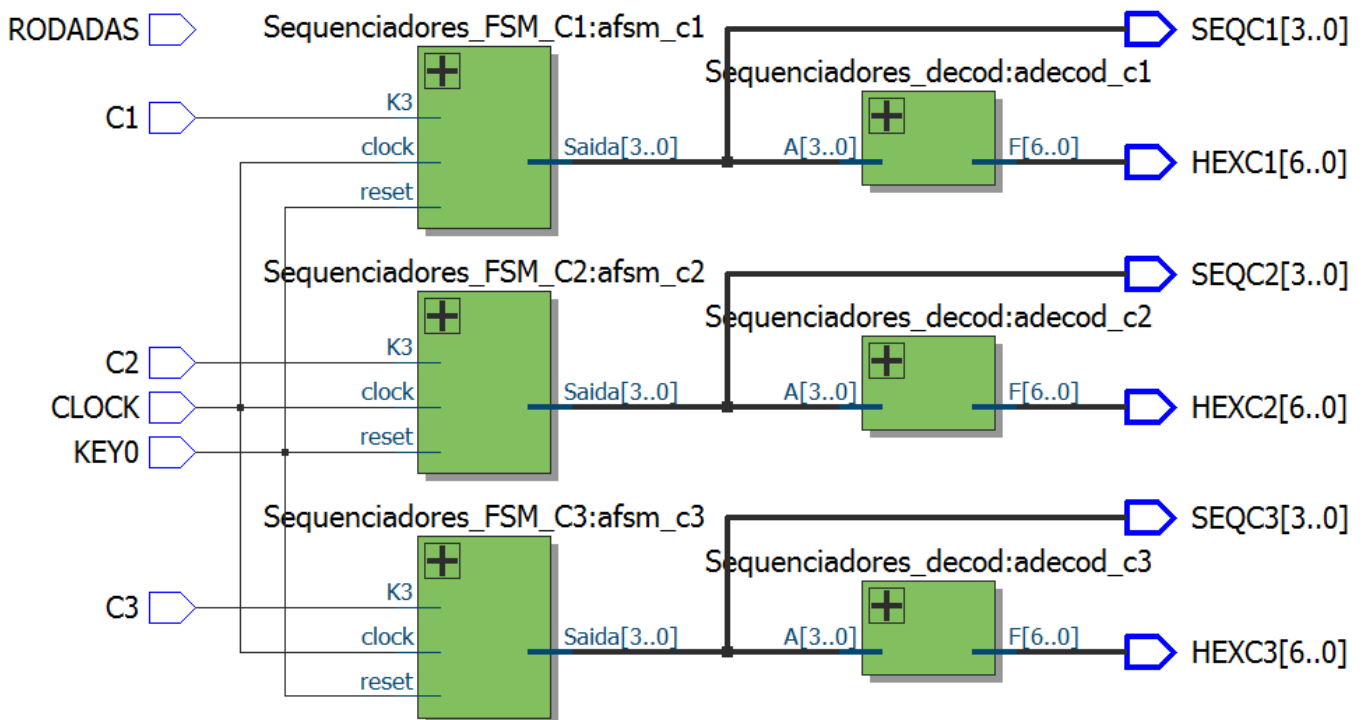 RODADAS
Sequenciadores_FSM_C1:afsm_c1
SEQC1[3..0]
Sequenciadores_decod:adecod_c1
C1
K3
clock
reset
Saida[3..0]
A[3..0]
F[6..0]
HEXC1[6..0]
Sequenciadores_FSM_C2:afsm_c2
SEQC2[3..0]
Sequenciadores_decod:adecod_c2
C2
CLOCK
KEY0
K3
clock
reset
Saida[3..0]
A[3..0]
F[6..0]
HEXC2[6..0]
Sequenciadores_FSM_C3:afsm_c3
SEQC3[3..0]
Sequenciadores_decod:adecod_c3
C3
K3
clock
reset
Saida[3..0]
A[3..0]
F[6..0]
HEXC3[6..0]